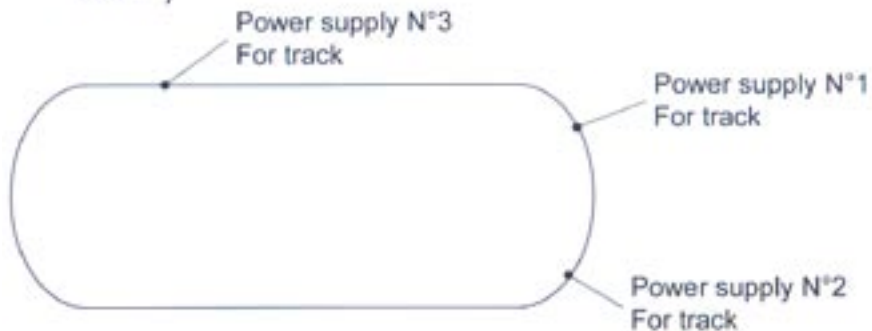 Power supply N°3
For track
Power supply N°1
For track
Power supply N°2
For track